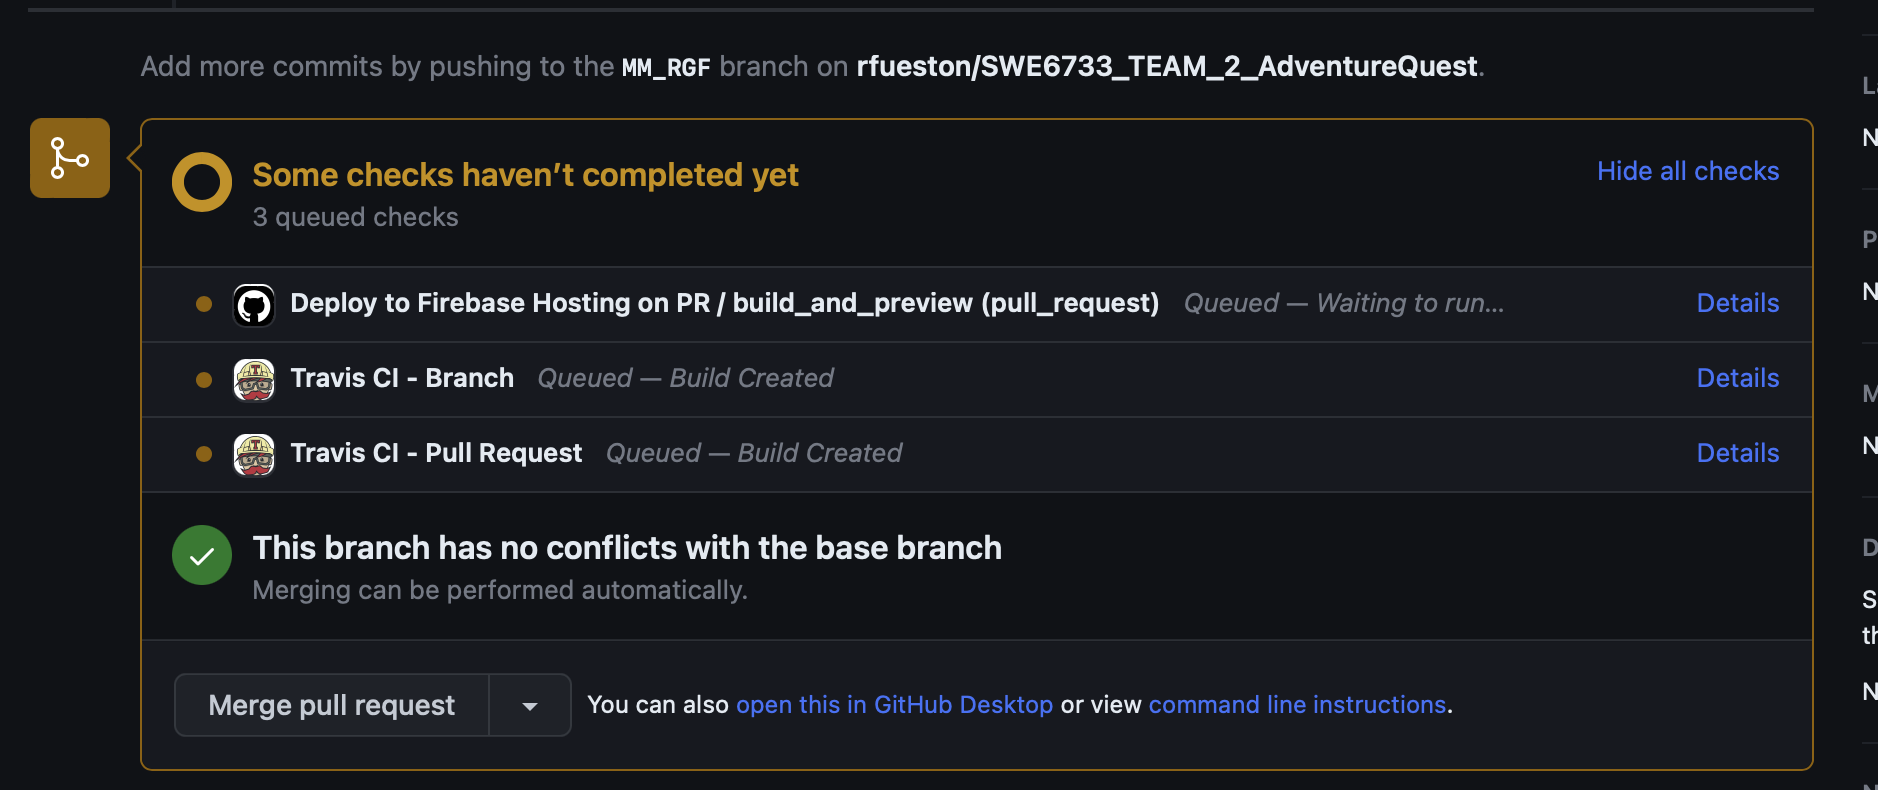 Add more commits by pushing to the MM_RGF branch on rfueston/SWE6733_TEAM_2_AdventureQuest.
Some checks haven’t completed yet
Hide all checks
3 queued checks
Deploy to Firebase Hosting on PR / build_and_preview (pull_request) Queued — Waiting to run... Details
Travis CI - Branch Queued — Build Created Details
Travis CI - Pull Request Queued — Build Created Details
This branch has no conflicts with the base branch
Merging can be performed automatically.
Merge pull request
You can also open this in GitHub Desktop or view command line instructions.